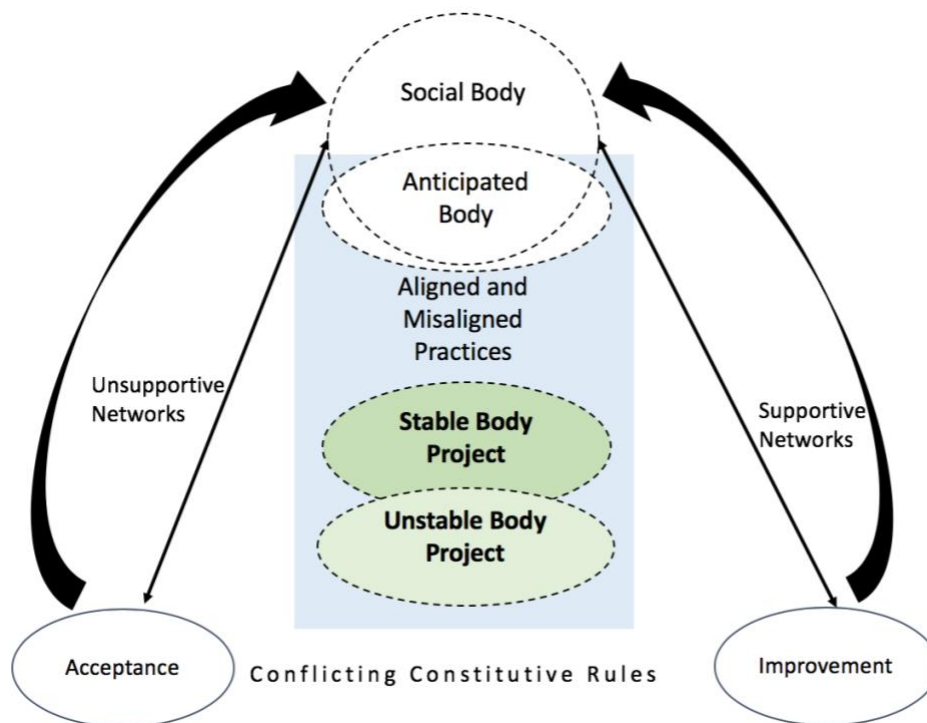 Social Body
Anticipated
Body
Aligned and
Misaligned
Practices
Unsupportive
Networks
Supportive
Networks
Stable Body
Project
Unstable Body
Project
Acceptance
Conflicting Constitutive Rules
Improvement